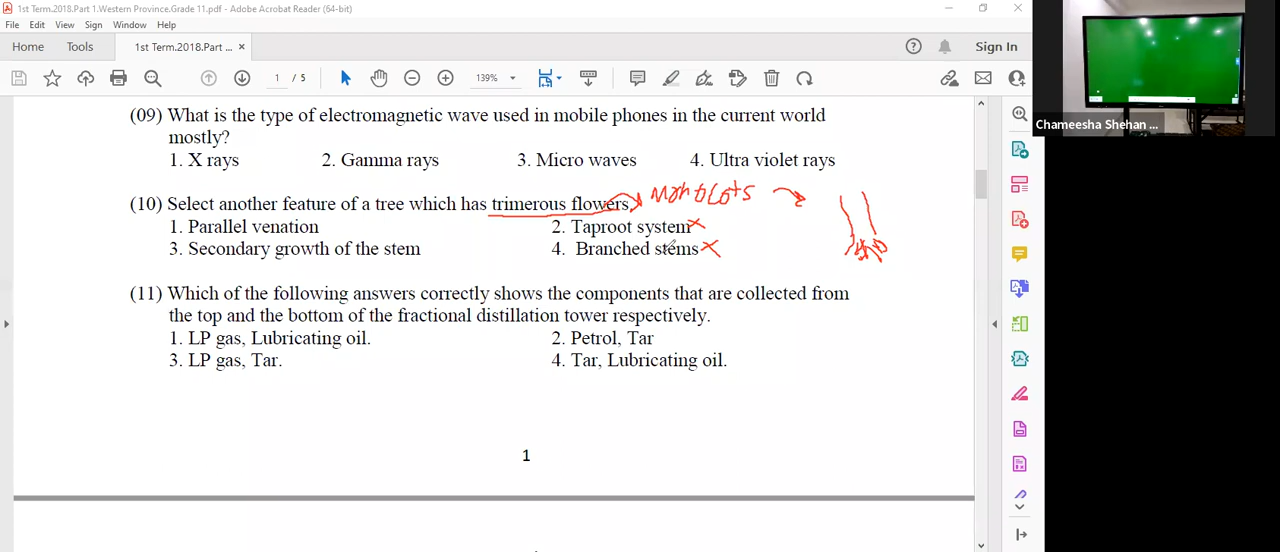 1st Term.2018.Part 1.Western Province.Grade 11.pdf - Adobe Acrobat Reader (64-bit)
File Edit View Sign Window Help
Home Tools 1st Term.2018.Part ... × Sign In
1 / 5 139%
(09) What is the type of electromagnetic wave used in mobile phones in the current world
mostly?
1. X rays 2. Gamma rays 3. Micro waves 4. Ultra violet rays
Monocots
(10) Select another feature of a tree which has trimerous flowers.
1. Parallel venation 2. Taproot system
3. Secondary growth of the stem 4. Branched stems
(11) Which of the following answers correctly shows the components that are collected from
the top and the bottom of the fractional distillation tower respectively.
1. LP gas, Lubricating oil. 2. Petrol, Tar
3. LP gas, Tar. 4. Tar, Lubricating oil.
1
Chameesha Shehan ...